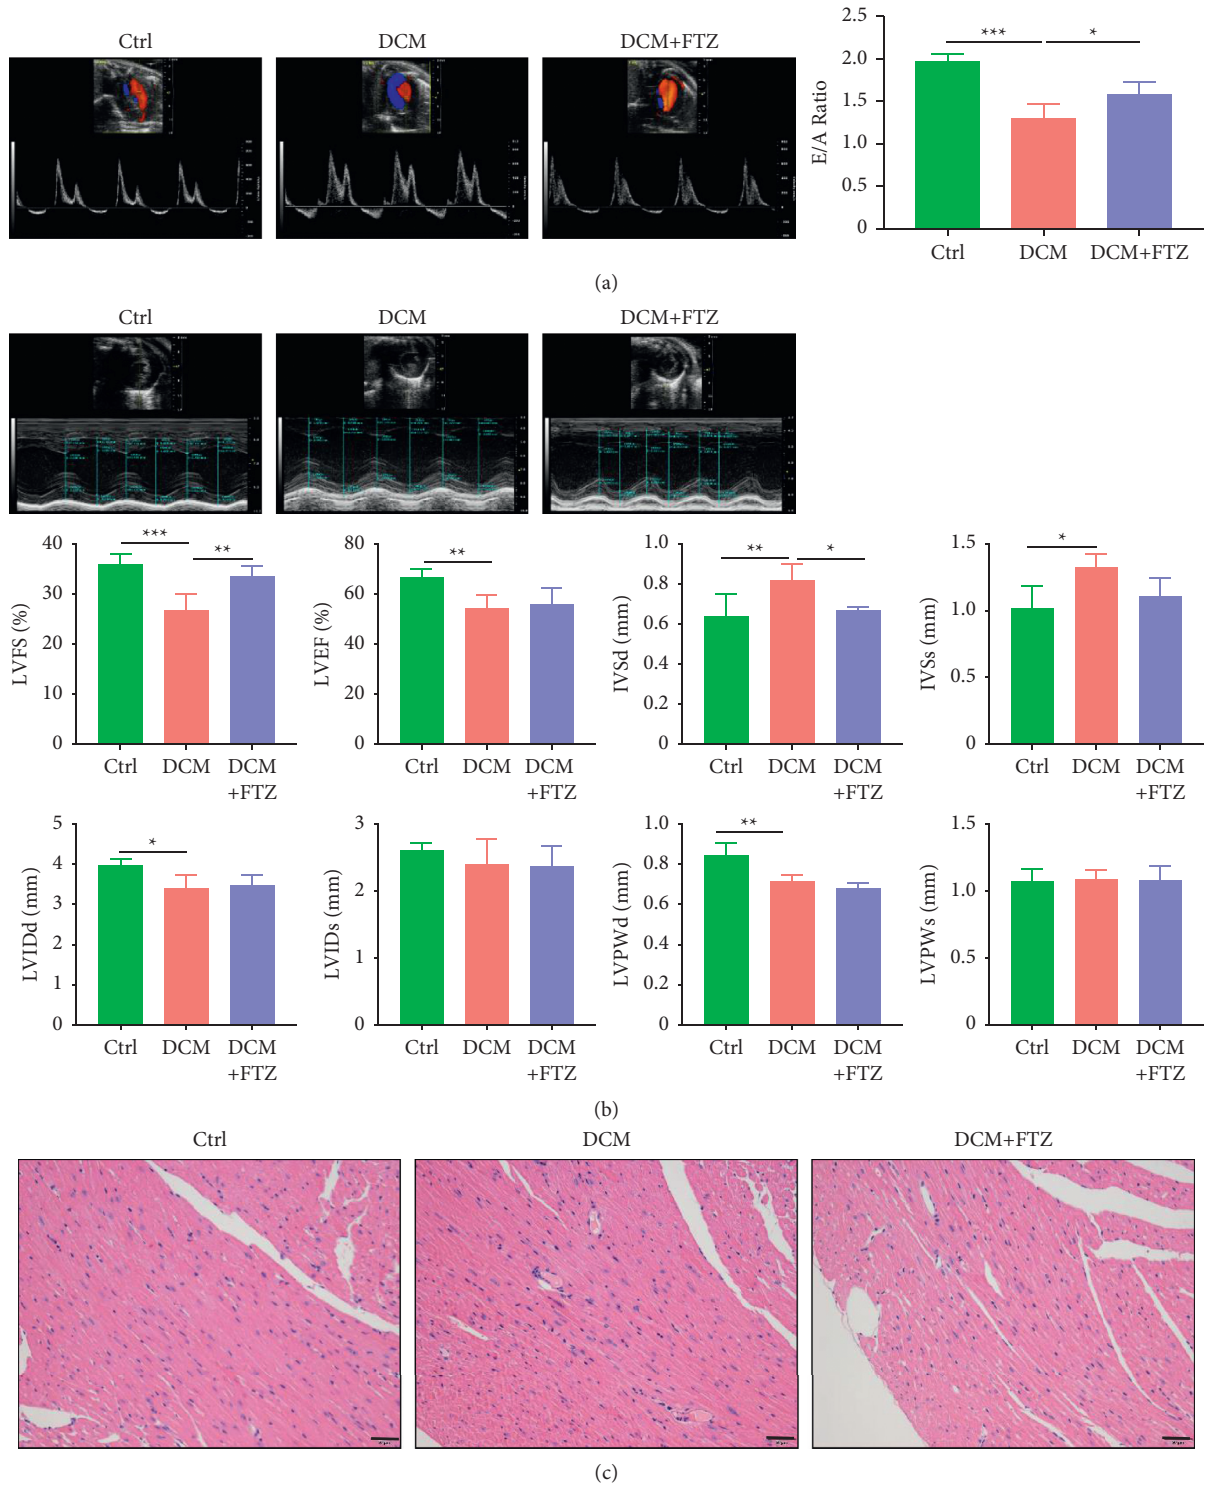 Ctrl
DCM
DCM+FTZ
2.5
2.0
1.5
1.0
0.5
0
E/A Ratio
***
*
Ctrl
DCM
DCM+FTZ
(a)
Ctrl
DCM
DCM+FTZ
40
30
20
10
0
LVFS (%)
***
**
Ctrl
DCM
DCM
+FTZ
80
60
40
20
0
LVEF (%)
**
Ctrl
DCM
DCM
+FTZ
1.0
0.8
0.6
0.4
0.2
0
IVSd (mm)
**
*
Ctrl
DCM
DCM
+FTZ
1.5
1.0
0.5
0
IVSs (mm)
*
Ctrl
DCM
DCM
+FTZ
5
4
3
2
1
0
LVIDd (mm)
*
Ctrl
DCM
DCM
+FTZ
3
2
1
0
LVIDs (mm)
Ctrl
DCM
DCM
+FTZ
1.0
0.8
0.6
0.4
0.2
0
LVPWd (mm)
**
Ctrl
DCM
DCM
+FTZ
1.5
1.0
0.5
0
LVPWs (mm)
Ctrl
DCM
DCM
+FTZ
(b)
Ctrl
DCM
DCM+FTZ
(c)